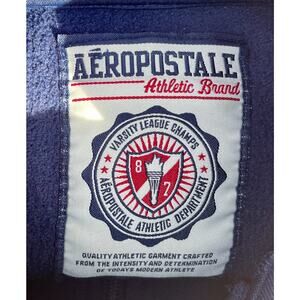 AÉROPOSTALE
Athletic Brand
VARSITY LEAGUE CHAMPS
8 7
AÉROPOSTALE ATHLETIC DEPARTMENT
QUALITY ATHLETIC GARMENT CRAFTED
FROM THE INTENSITY AND DETERMINATION
OF TODAYS MODERN ATHLETE